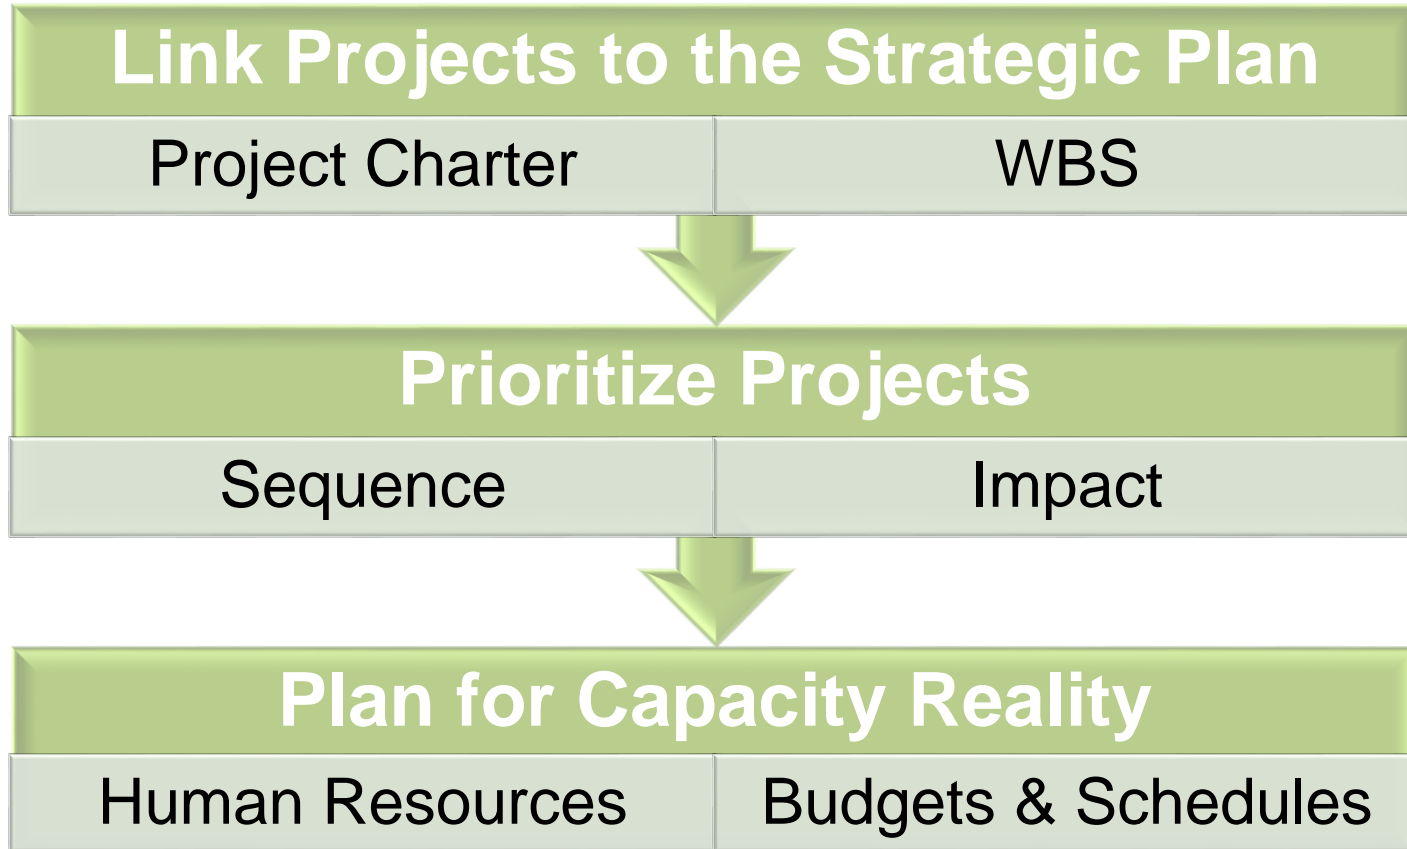 Link Projects to the Strategic Plan
Project Charter
WBS
Prioritize Projects
Sequence
Impact
Plan for Capacity Reality
Human Resources
Budgets & Schedules